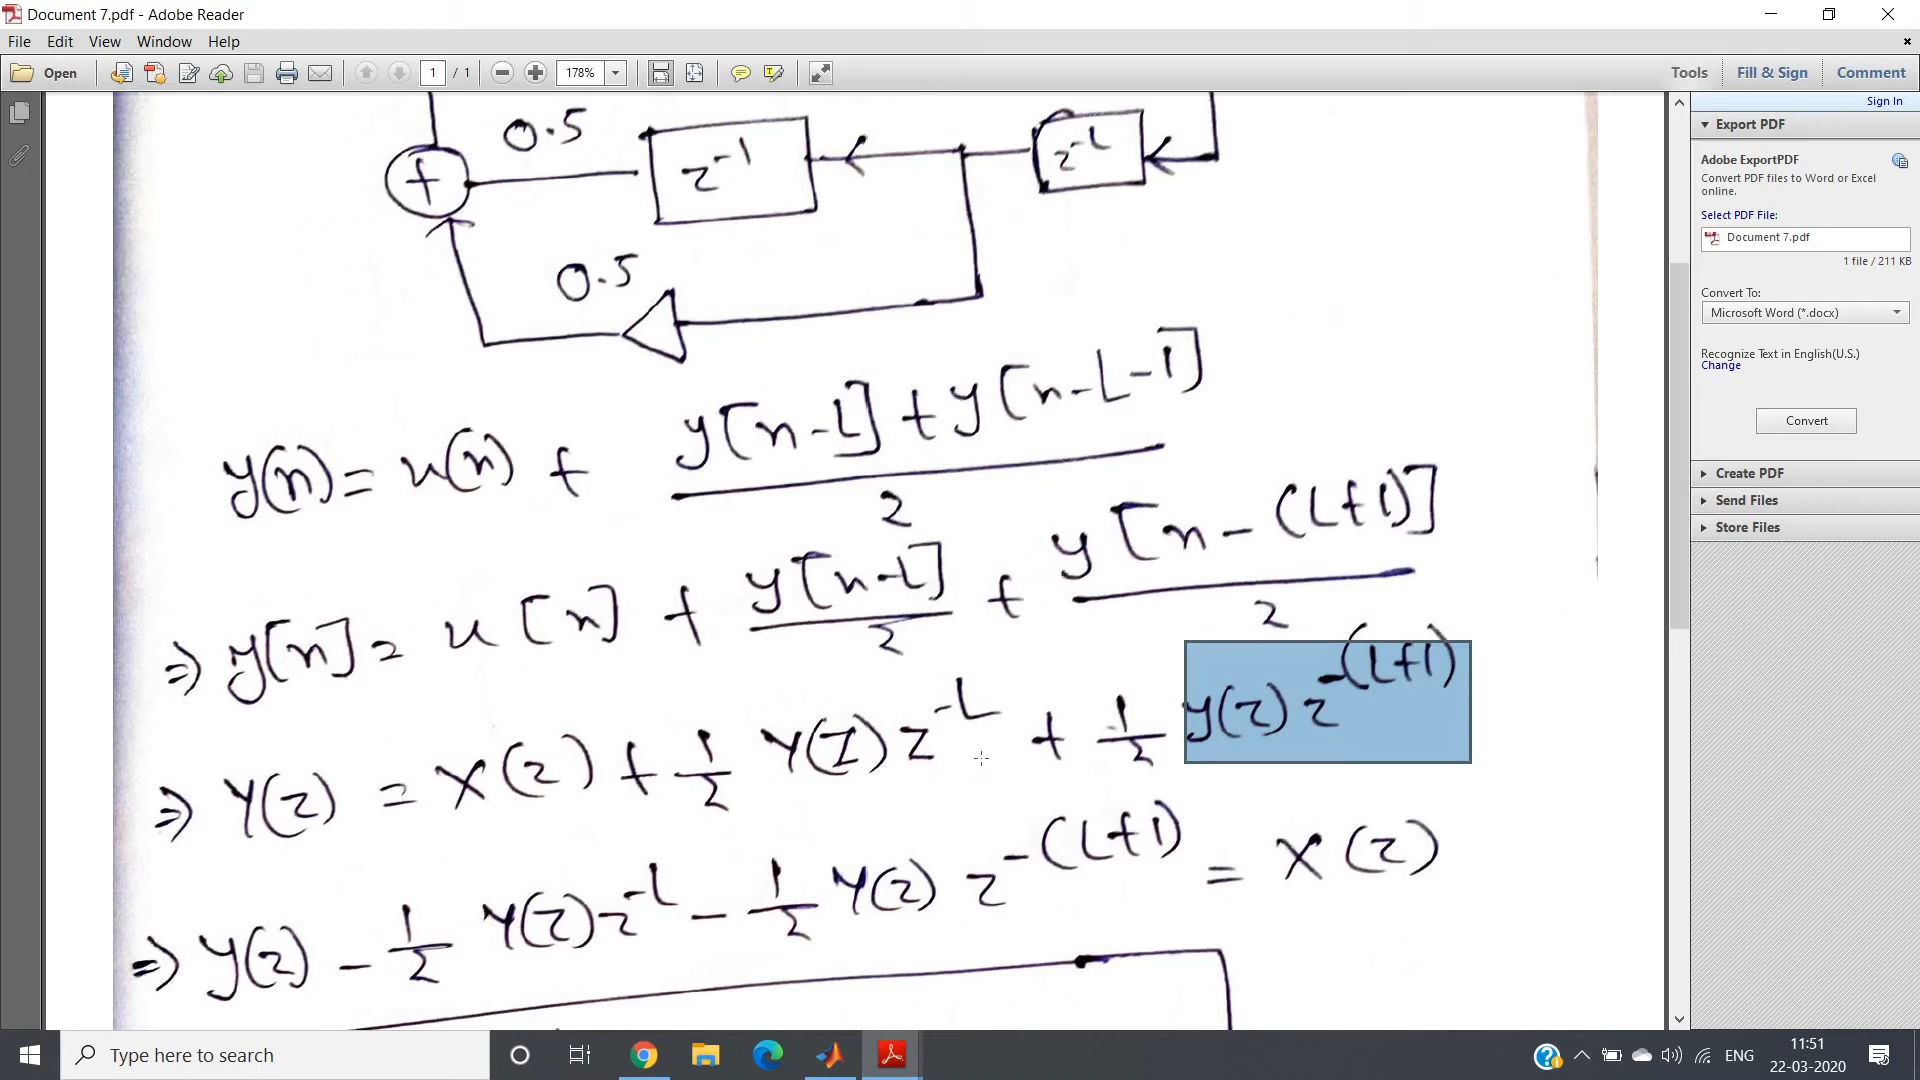 Document 7.pdf - Adobe Reader
File Edit View Window Help
Open 1 / 1 178% Tools Fill & Sign Comment
Sign In
Export PDF
Adobe ExportPDF
Convert PDF files to Word or Excel
online.
Select PDF File:
Document 7.pdf
1 file / 211 KB
Convert To:
Microsoft Word (*.docx)
Recognize Text in English(U.S.)
Change
Convert
Create PDF
Send Files
Store Files
0.5
+ z⁻¹ z⁻ᴸ
0.5
y(n) = u(n) + (y[n-L] + y[n-L-1]) / 2
⇒ y[n] = u[n] + y[n-L]/2 + y[n-(L+1)]/2
⇒ Y(z) = X(z) + 1/2 Y(z) z^-L + 1/2 y(z) z^-(L+1)
⇒ y(z) - 1/2 Y(z) z^-L - 1/2 Y(z) z^-(L+1) = X(z)
Type here to search
ENG
11:51
22-03-2020